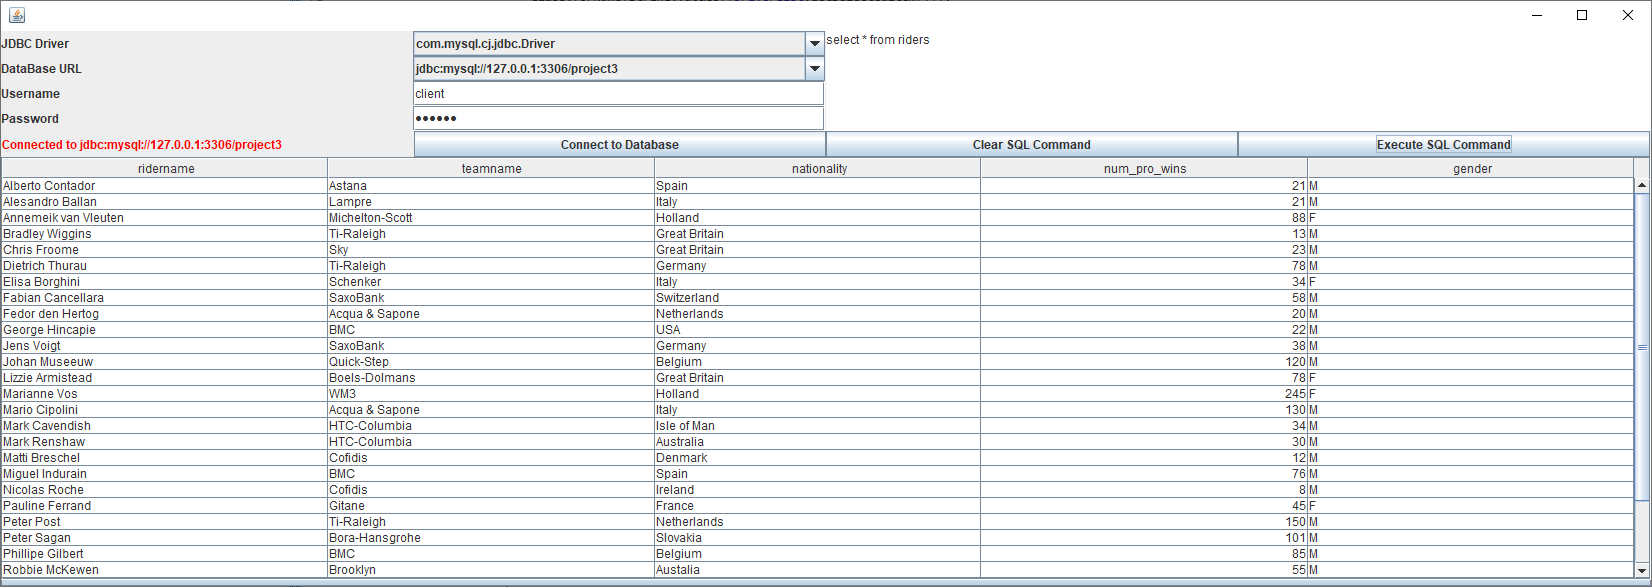 JDBC Driver com.mysql.cj.jdbc.Driver select * from riders
DataBase URL jdbc:mysql://127.0.0.1:3306/project3
Username client
Password ••••••
Connected to jdbc:mysql://127.0.0.1:3306/project3 Connect to Database Clear SQL Command Execute SQL Command
ridername teamname nationality num_pro_wins gender
Alberto Contador Astana Spain 21 M
Alesandro Ballan Lampre Italy 21 M
Annemeik van Vleuten Michelton-Scott Holland 88 F
Bradley Wiggins Ti-Raleigh Great Britain 13 M
Chris Froome Sky Great Britain 23 M
Dietrich Thurau Ti-Raleigh Germany 78 M
Elisa Borghini Schenker Italy 34 F
Fabian Cancellara SaxoBank Switzerland 58 M
Fedor den Hertog Acqua & Sapone Netherlands 20 M
George Hincapie BMC USA 22 M
Jens Voigt SaxoBank Germany 38 M
Johan Museeuw Quick-Step Belgium 120 M
Lizzie Armistead Boels-Dolmans Great Britain 78 F
Marianne Vos WM3 Holland 245 F
Mario Cipolini Acqua & Sapone Italy 130 M
Mark Cavendish HTC-Columbia Isle of Man 34 M
Mark Renshaw HTC-Columbia Australia 30 M
Matti Breschel Cofidis Denmark 12 M
Miguel Indurain BMC Spain 76 M
Nicolas Roche Cofidis Ireland 8 M
Pauline Ferrand Gitane France 45 F
Peter Post Ti-Raleigh Netherlands 150 M
Peter Sagan Bora-Hansgrohe Slovakia 101 M
Phillipe Gilbert BMC Belgium 85 M
Robbie McKewen Brooklyn Austalia 55 M